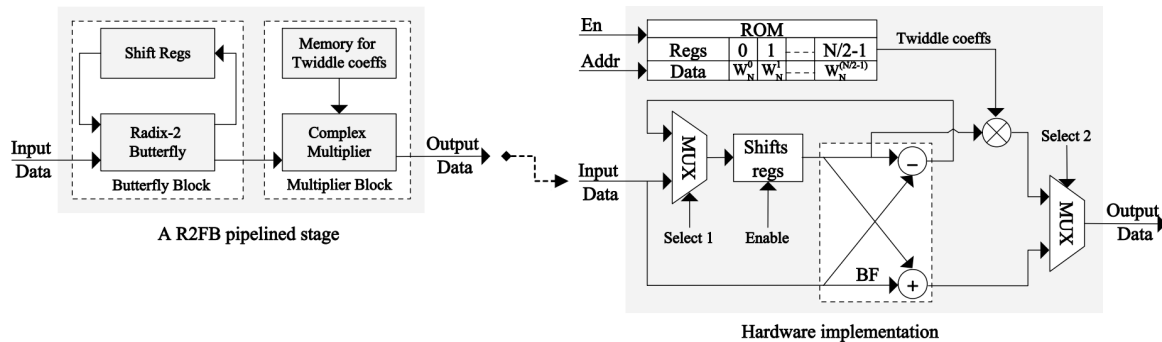 Shift Regs
Memory for
Twiddle coeffs
Radix-2
Butterfly
Complex
Multiplier
Input
Data
Output
Data
Butterfly Block
Multiplier Block
A R2FB pipelined stage
En
Addr
ROM
Regs 0 1 N/2-1
Data W_N^0 W_N^1 W_N^(N/2-1)
Twiddle coeffs
MUX
Shifts
regs
Input
Data
Select 1
Enable
−
BF
+
Select 2
MUX
Output
Data
Hardware implementation